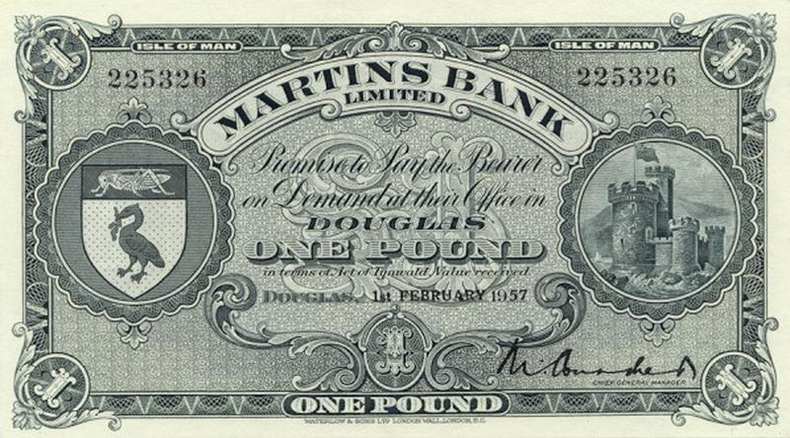 ISLE OF MAN
ISLE OF MAN
225326
225326
MARTINS BANK
LIMITED
Promise to Pay the Bearer
on Demand at their Office in
DOUGLAS
ONE POUND
in terms of Act of Tynwald Value received.
DOUGLAS, 1st FEBRUARY 1957
CHIEF GENERAL MANAGER
ONE POUND
WATERLOW & SONS LTD LONDON WALL, LONDON, E.C.